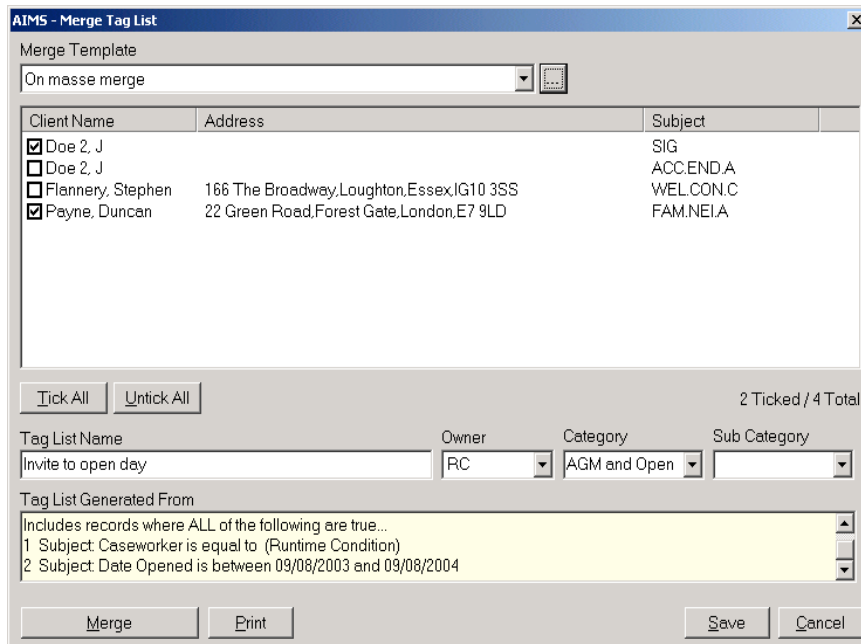 AIMS - Merge Tag List
Merge Template
On masse merge
...
Client Name Address Subject
Doe 2, J SIG
Doe 2, J ACC.END.A
Flannery, Stephen 166 The Broadway,Loughton,Essex,IG10 3SS WEL.CON.C
Payne, Duncan 22 Green Road,Forest Gate,London,E7 9LD FAM.NEI.A
Tick All Untick All 2 Ticked / 4 Total
Tag List Name Owner Category Sub Category
Invite to open day RC AGM and Open
Tag List Generated From
Includes records where ALL of the following are true...
1 Subject: Caseworker is equal to (Runtime Condition)
2 Subject: Date Opened is between 09/08/2003 and 09/08/2004
Merge Print Save Cancel